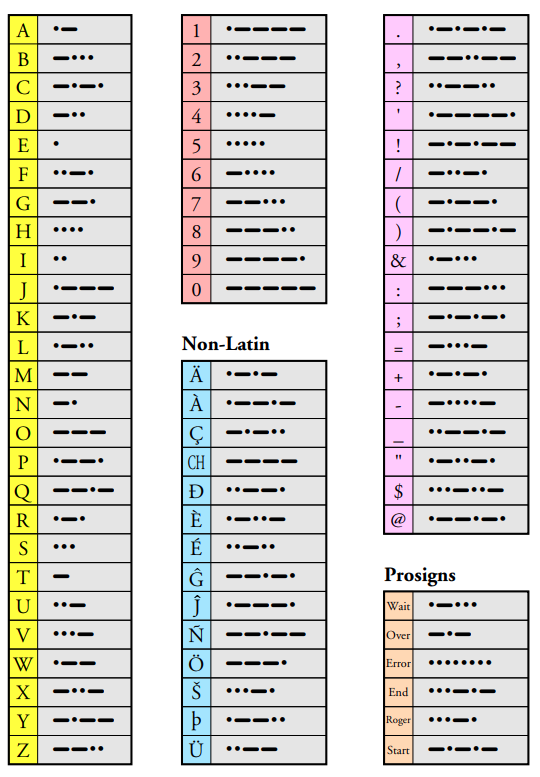 A •—
B —•••
C —•—•
D —••
E •
F ••—•
G ——•
H ••••
I ••
J •———
K —•—
L •—••
M ——
N —•
O ———
P •——•
Q ——•—
R •—•
S •••
T —
U ••—
V •••—
W •——
X —••—
Y —•——
Z ——••
1 •————
2 ••———
3 •••——
4 ••••—
5 •••••
6 —••••
7 ——•••
8 ———••
9 ————•
0 —————
Non-Latin
Ä •—•—
À •——•—
Ç —•—••
CH ————
Đ ••——•
È •—••—
É ••—••
Ĝ ——•—•
Ĵ •———•
Ñ ——•——
Ö ———•
Š •••—•
þ •——••
Ü ••——
. •—•—•—
, ——••——
? ••——••
' •————•
! —•—•——
/ —••—•
( —•——•
) —•——•—
& •—•••
: ———•••
; —•—•—•
= —•••—
+ •—•—•
- —••••—
_ ••——•—
" •—••—•
$ •••—••—
@ •——•—•
Prosigns
Wait •—•••
Over —•—
Error ••••••••
End •••—•—
Roger •••—•
Start —•—•—